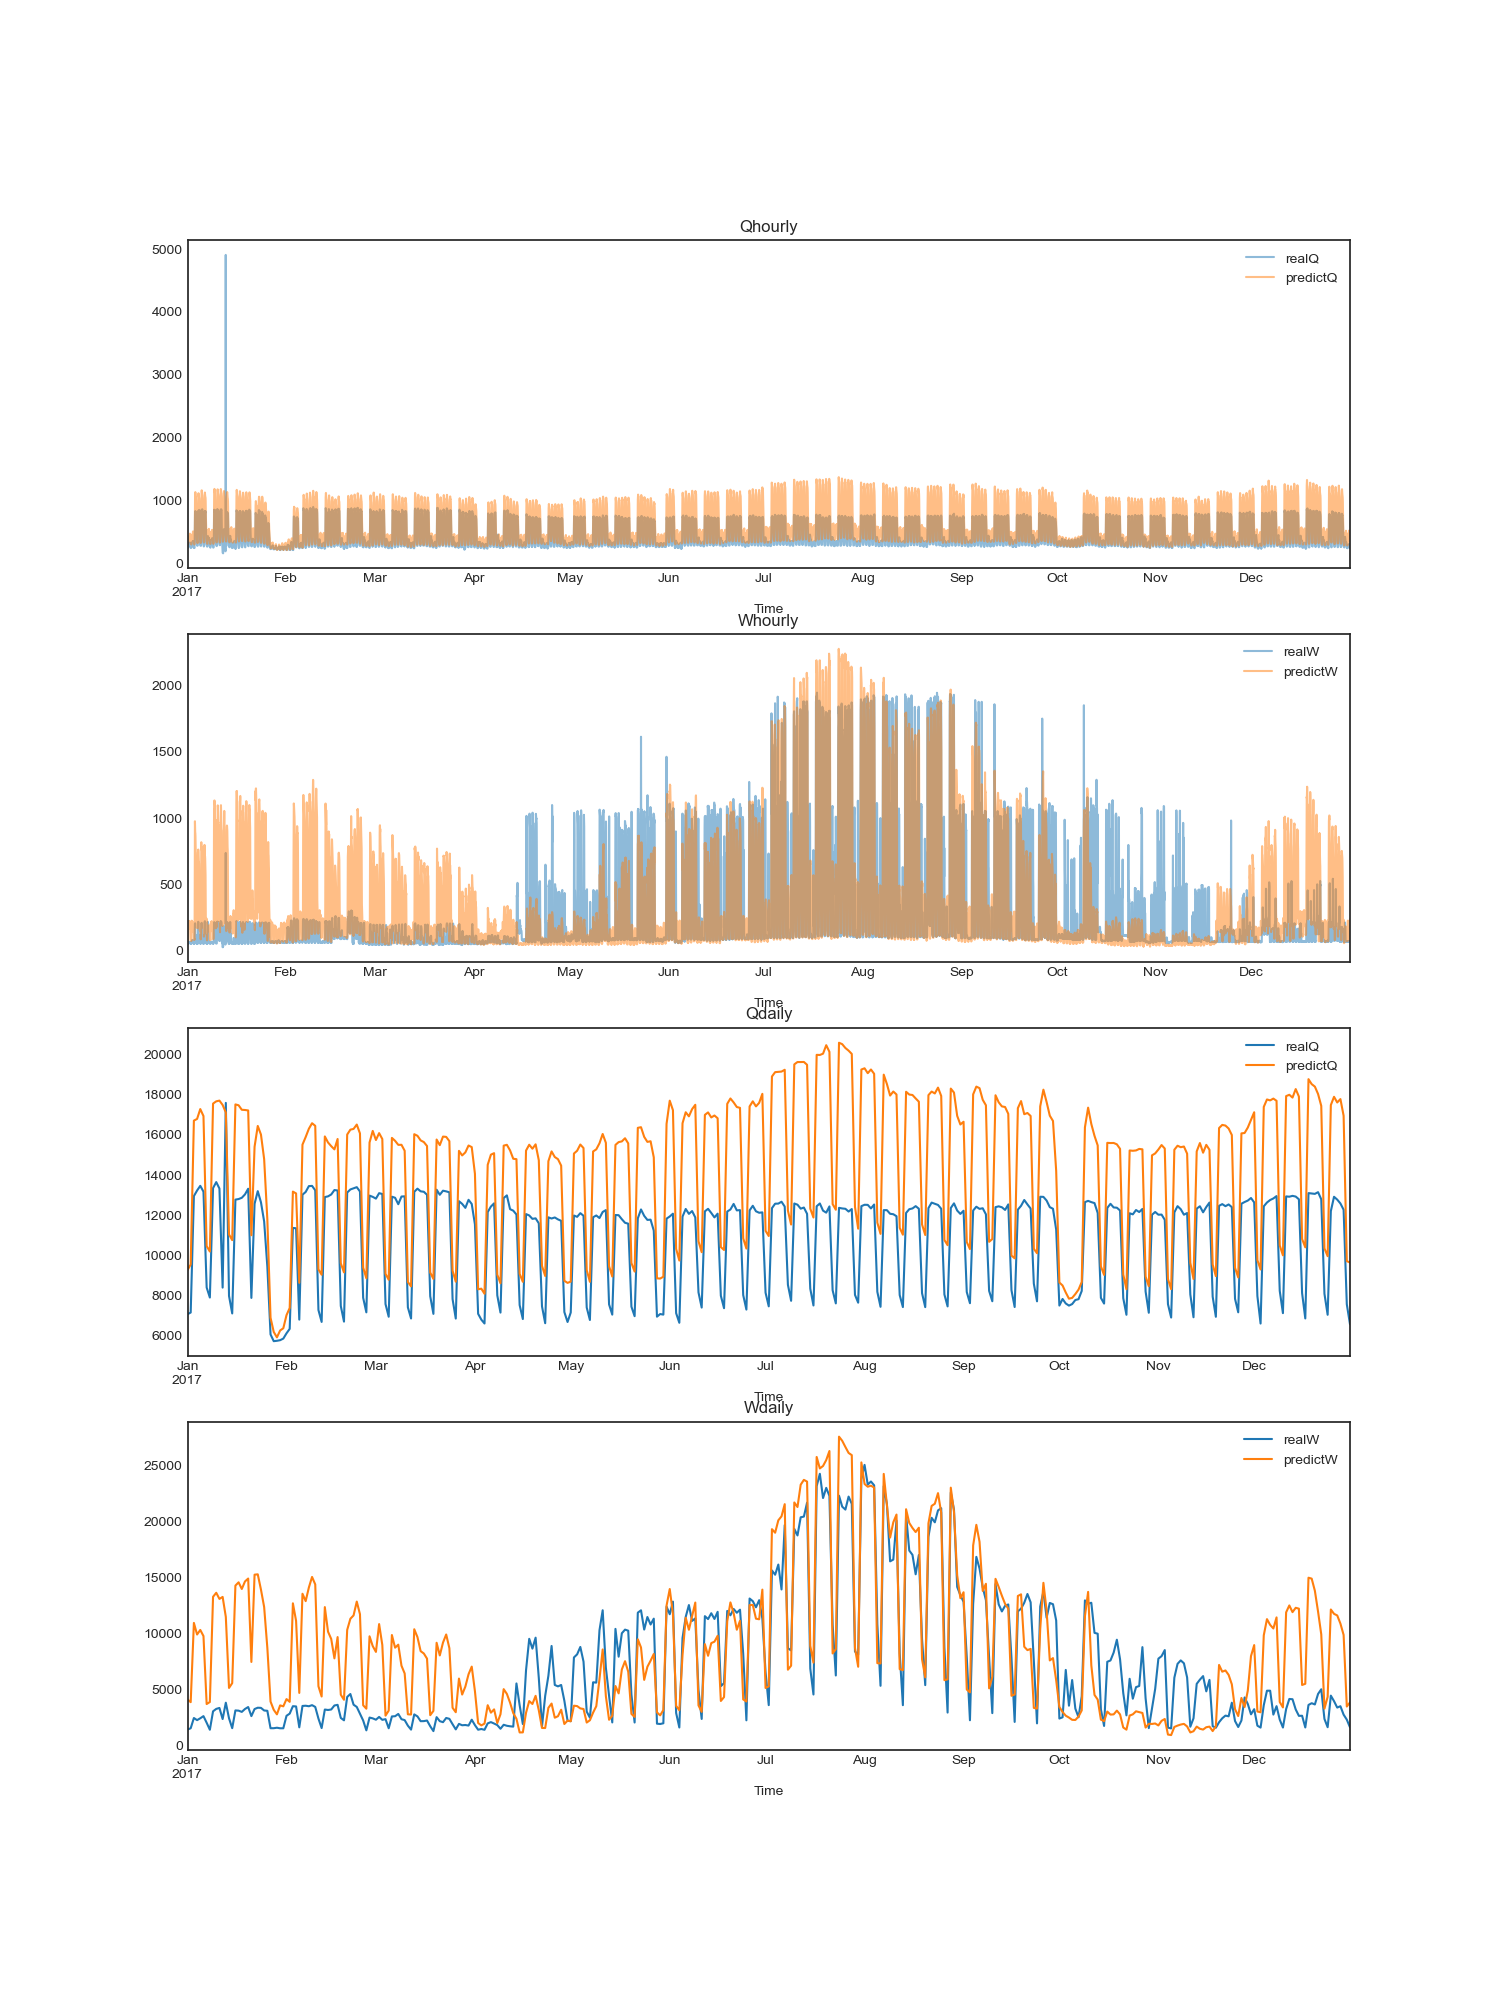 Qhourly
5000
4000
3000
2000
1000
0
realQ
predictQ
Jan Feb Mar Apr May Jun Jul Aug Sep Oct Nov Dec
2017
Time
Whourly
2000
1500
1000
500
0
realW
predictW
Jan Feb Mar Apr May Jun Jul Aug Sep Oct Nov Dec
2017
Time
Qdaily
20000
18000
16000
14000
12000
10000
8000
6000
realQ
predictQ
Jan Feb Mar Apr May Jun Jul Aug Sep Oct Nov Dec
2017
Time
Wdaily
25000
20000
15000
10000
5000
0
realW
predictW
Jan Feb Mar Apr May Jun Jul Aug Sep Oct Nov Dec
2017
Time